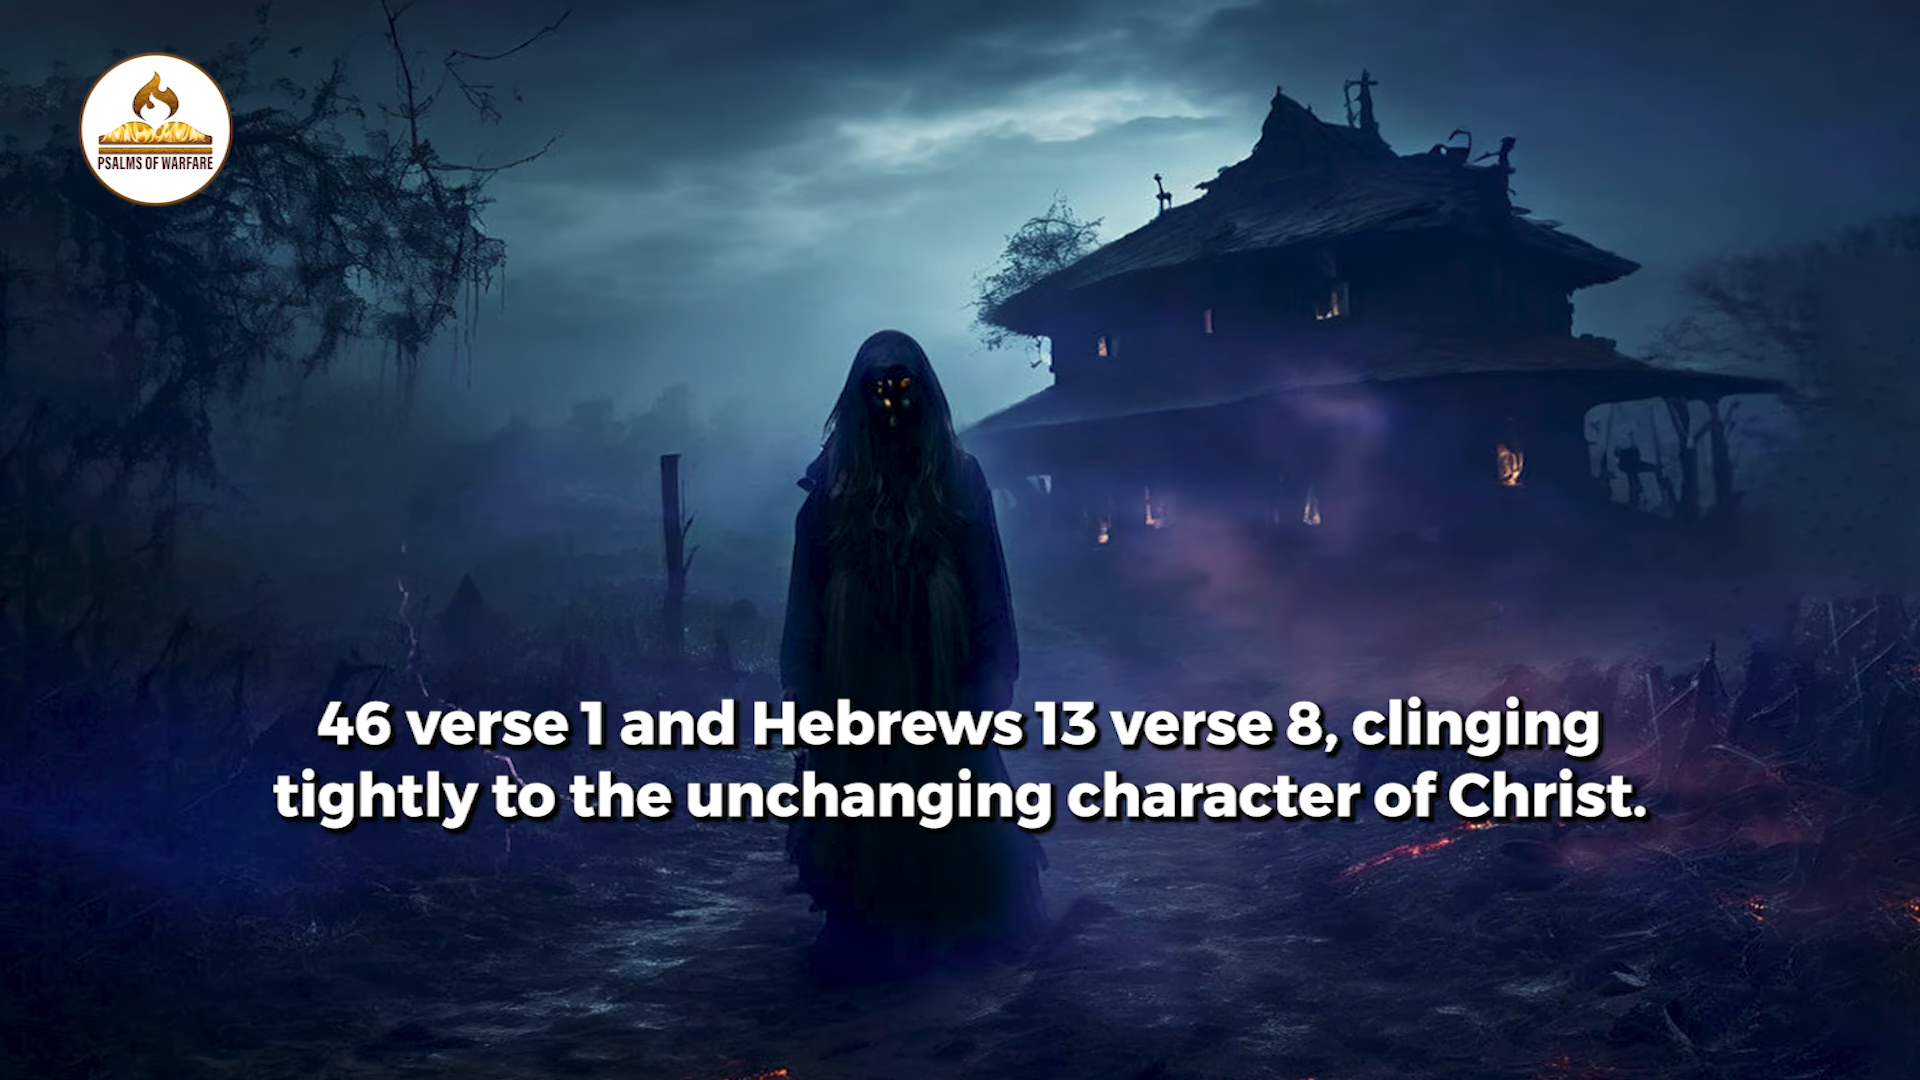 PSALMS OF WARFARE
46 verse 1 and Hebrews 13 verse 8, clinging
tightly to the unchanging character of Christ.